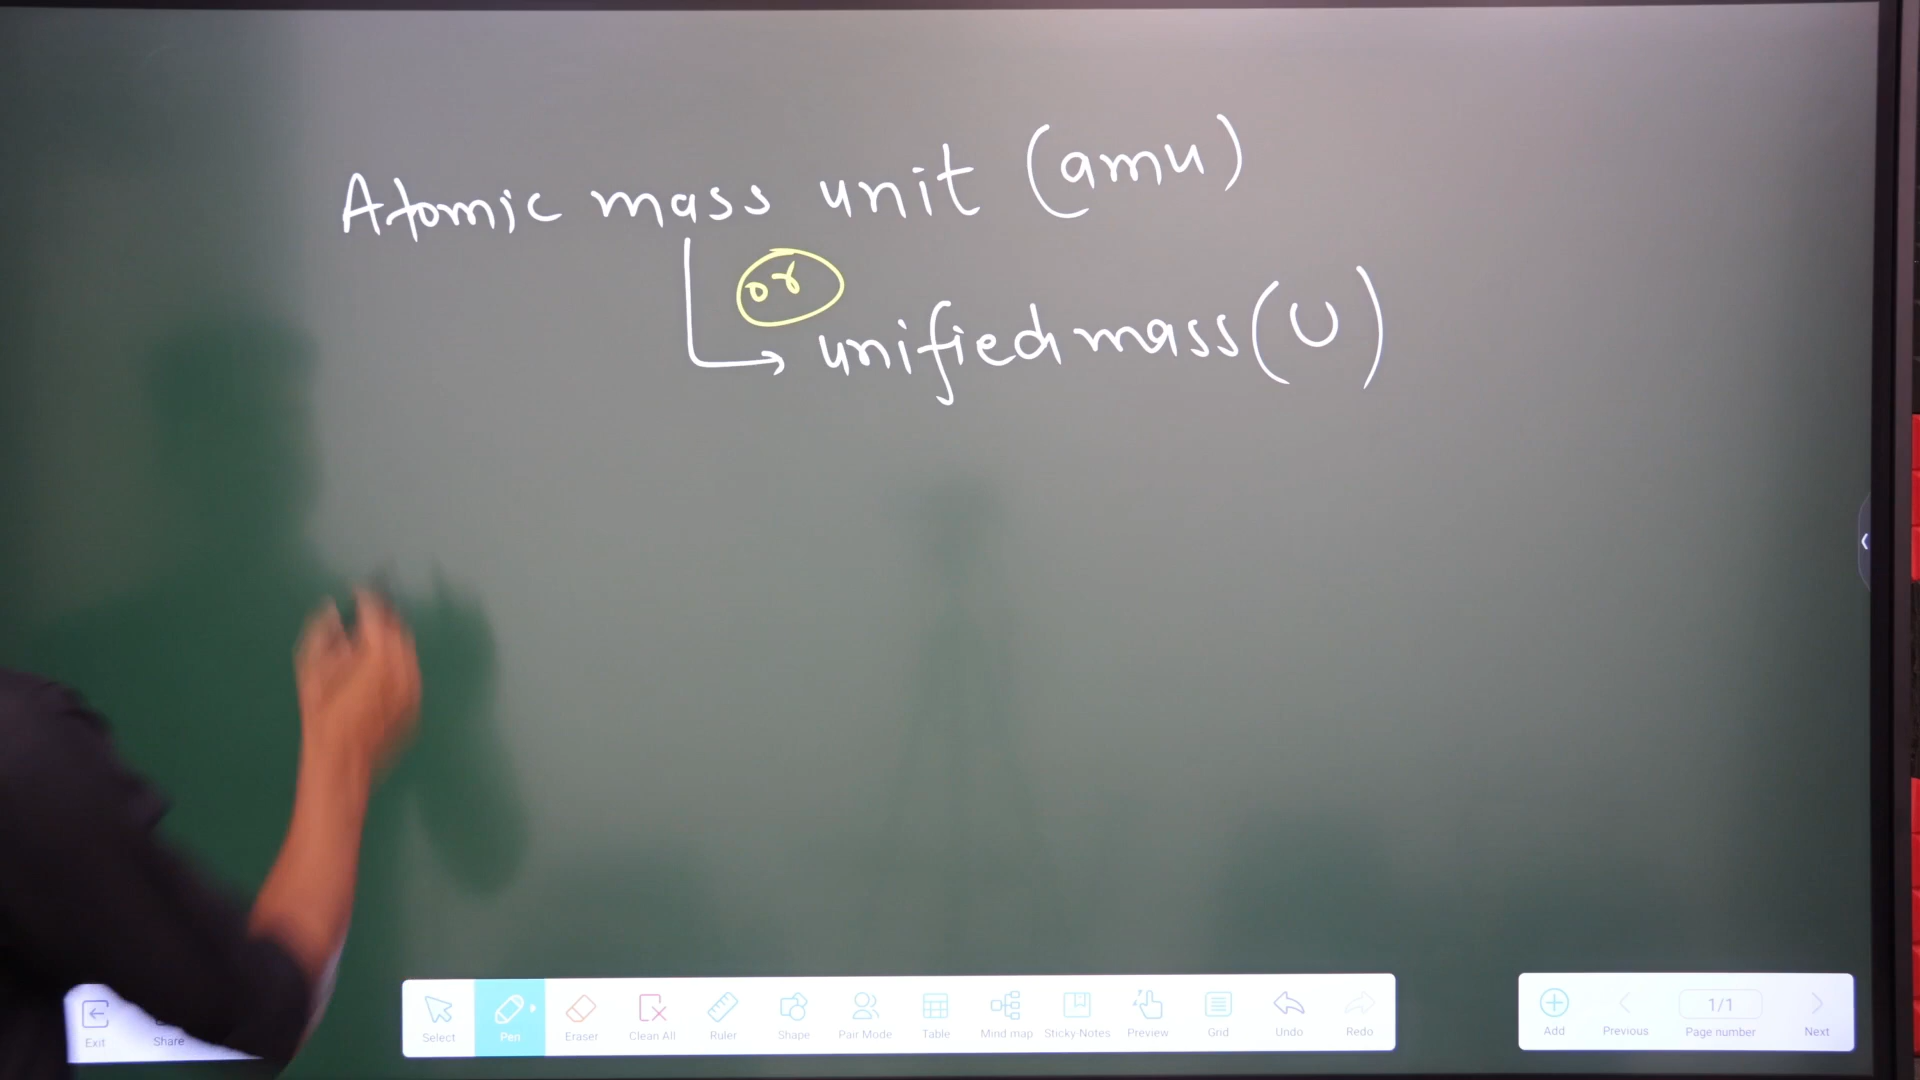 Atomic mass unit (amu)
or
unified mass (U)
Exit
Share
Select
Pen
Eraser
Clean All
Ruler
Shape
Pair Mode
Table
Mind map
Sticky Notes
Preview
Grid
Undo
Redo
Add
Previous
1/1
Page number
Next